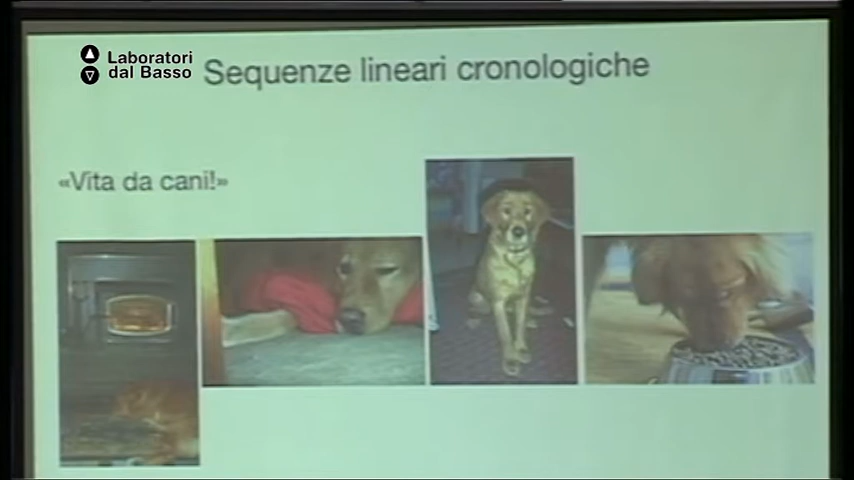 Laboratori
dal Basso
Sequenze lineari cronologiche
«Vita da cani!»